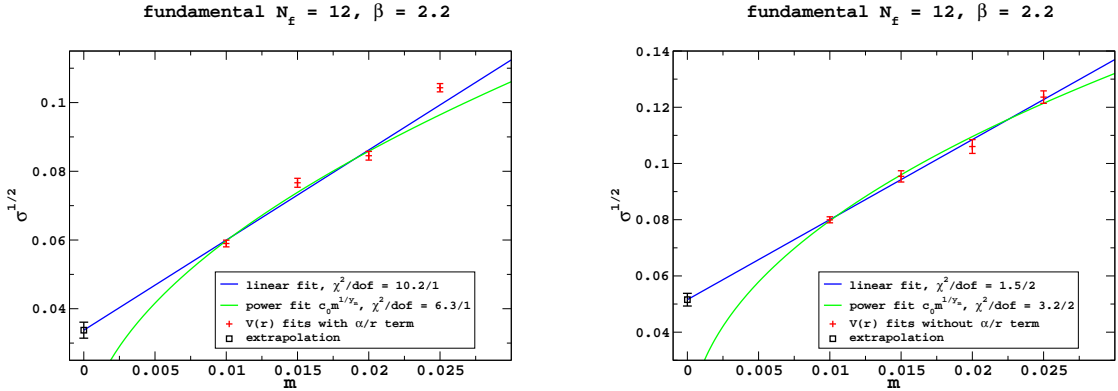 fundamental N_f = 12, β = 2.2
σ^{1/2}
0.1
0.08
0.06
0.04
linear fit, χ²/dof = 10.2/1
power fit c_0 m^{1/y_m}, χ²/dof = 6.3/1
V(r) fits with α/r term
extrapolation
0 0.005 0.01 0.015 0.02 0.025
m
fundamental N_f = 12, β = 2.2
σ^{1/2}
0.14
0.12
0.1
0.08
0.06
0.04
linear fit, χ²/dof = 1.5/2
power fit c_0 m^{1/y_m}, χ²/dof = 3.2/2
V(r) fits without α/r term
extrapolation
0 0.005 0.01 0.015 0.02 0.025
m